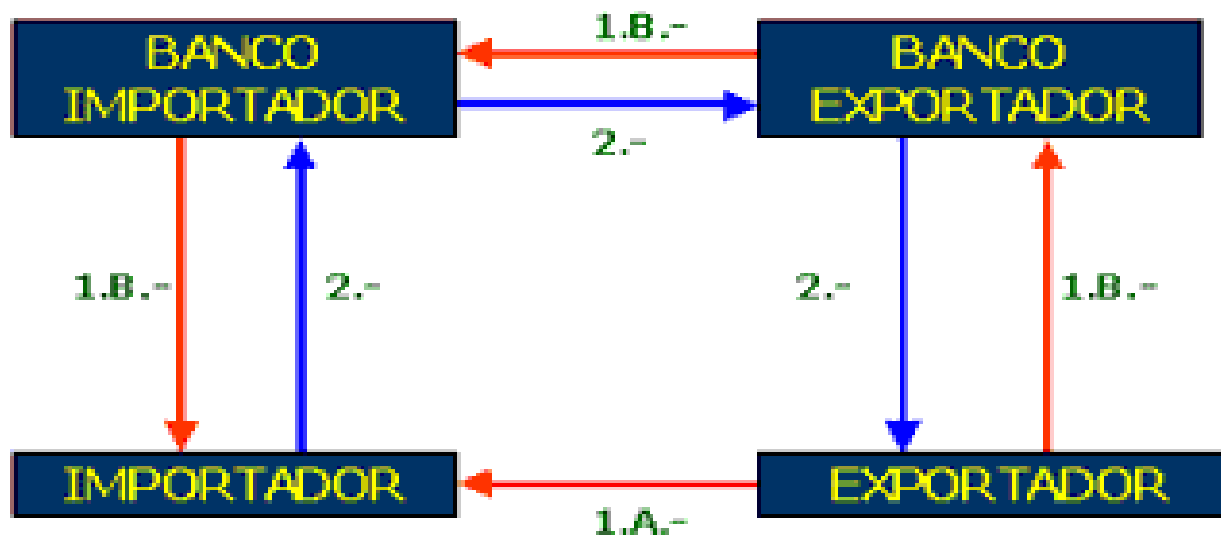 1.B.-
BANCO
IMPORTADOR
BANCO
EXPORTADOR
2.-
1.B.-
2.-
2.-
1.B.-
IMPORTADOR
EXPORTADOR
1.A.-